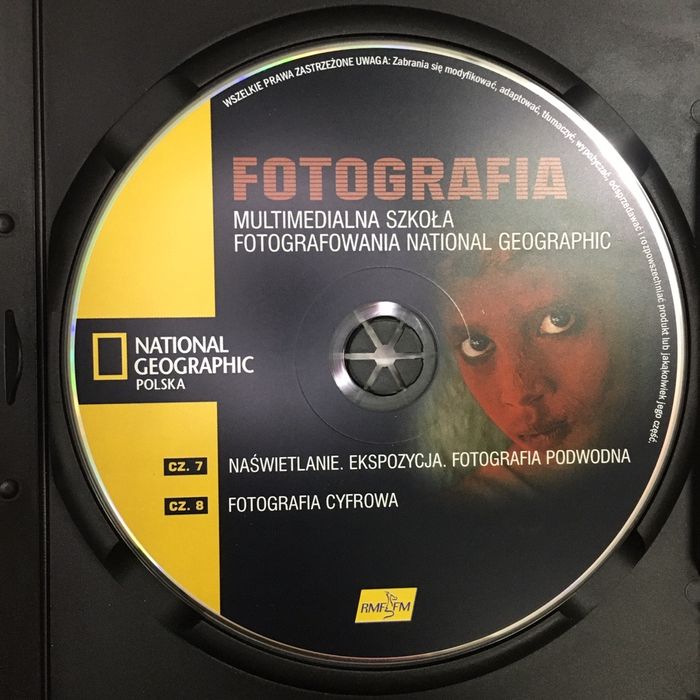 WSZELKIE PRAWA ZASTRZEŻONE UWAGA: Zabrania się modyfikować, adaptować, tłumaczyć, wypożyczać, odsprzedawać i rozpowszechniać produkt lub jakąkolwiek jego część.
FOTOGRAFIA
MULTIMEDIALNA SZKOŁA
FOTOGRAFOWANIA NATIONAL GEOGRAPHIC
NATIONAL
GEOGRAPHIC
POLSKA
CZ. 7 NAŚWIETLANIE. EKSPOZYCJA. FOTOGRAFIA PODWODNA
CZ. 8 FOTOGRAFIA CYFROWA
RMF FM